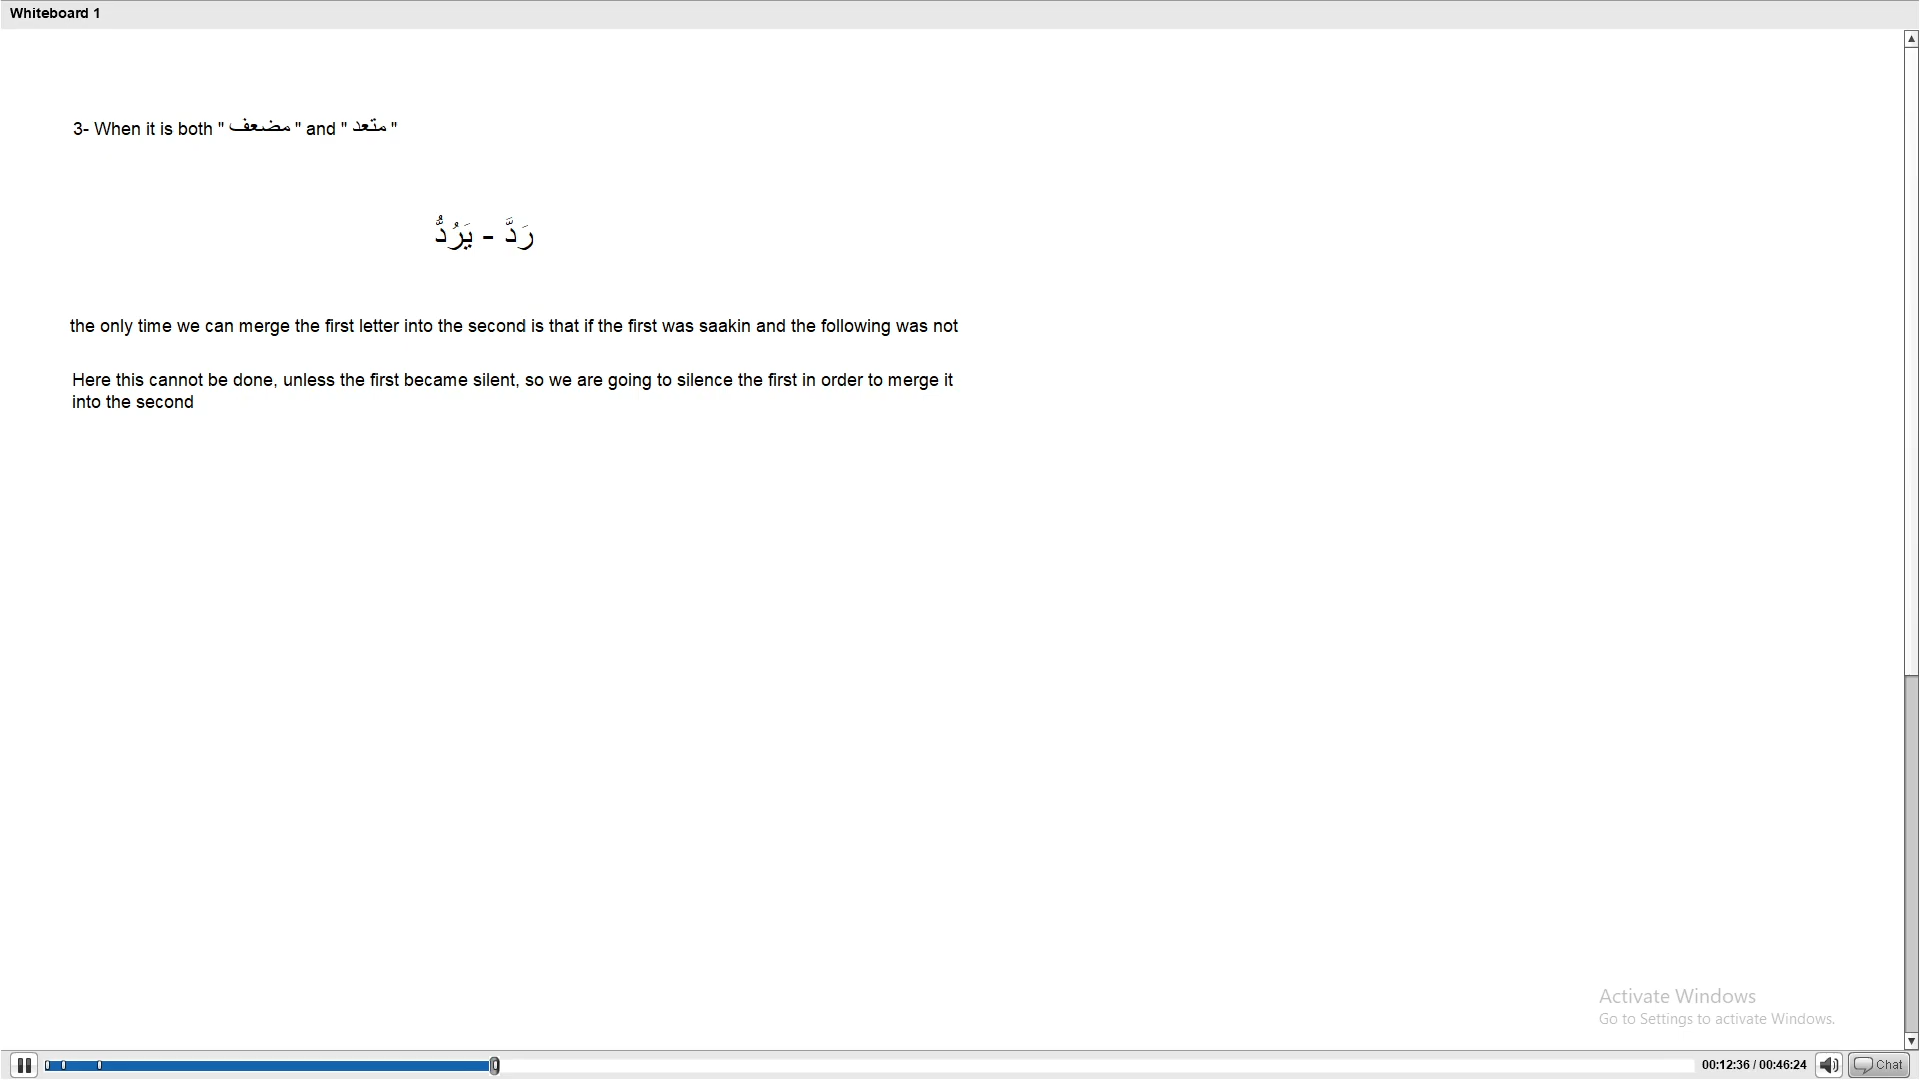 Whiteboard 1
3- When it is both " مضعف " and " متعد "
رَدَّ - يَرُدُّ
the only time we can merge the first letter into the second is that if the first was saakin and the following was not
Here this cannot be done, unless the first became silent, so we are going to silence the first in order to merge it
into the second
Activate Windows
Go to Settings to activate Windows.
00:12:36 / 00:46:24
Chat